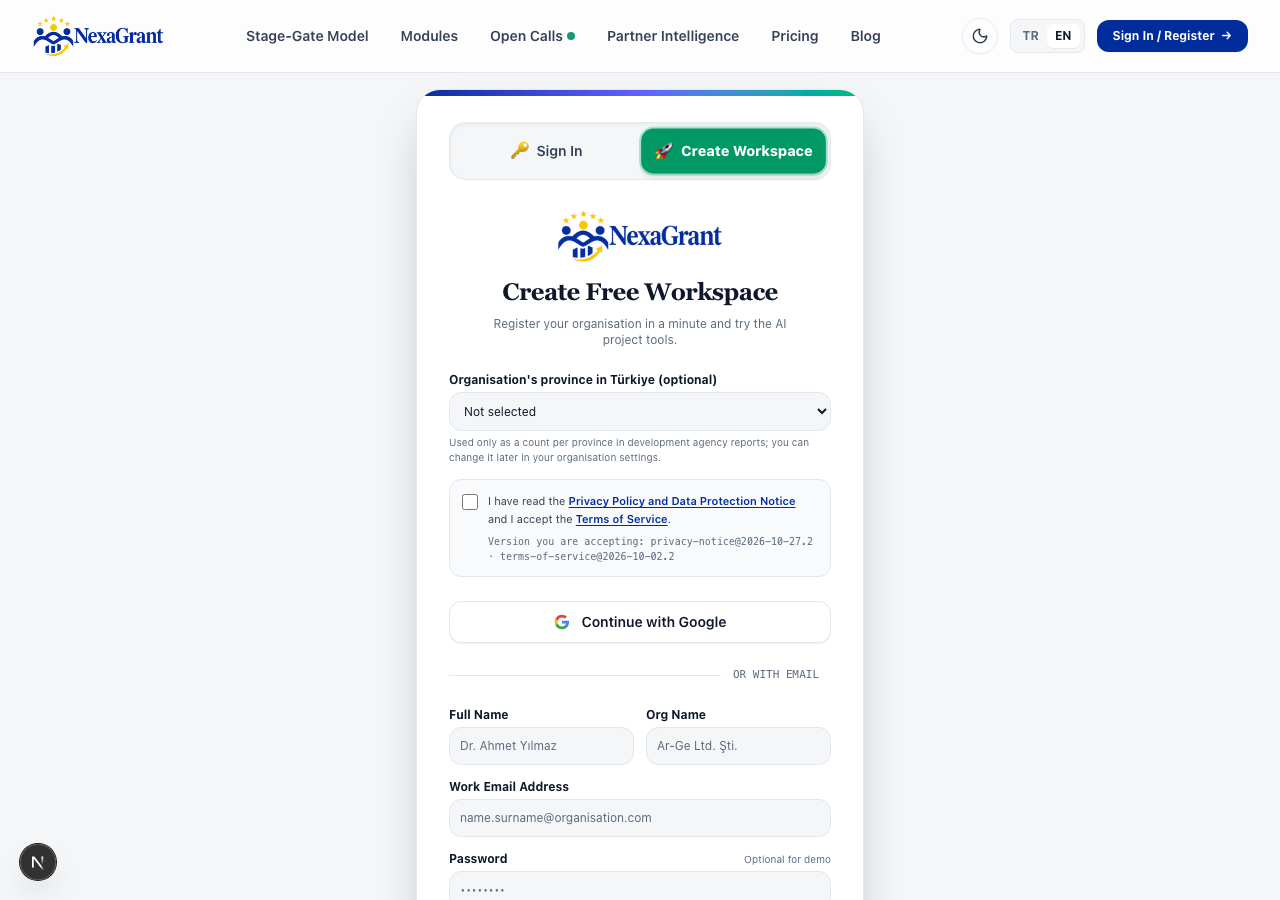 NexaGrant
Stage-Gate Model
Modules
Open Calls
Partner Intelligence
Pricing
Blog
TR
EN
Sign In / Register →
🔑 Sign In
🚀 Create Workspace
NexaGrant
Create Free Workspace
Register your organisation in a minute and try the AI
project tools.
Organisation's province in Türkiye (optional)
Not selected
Used only as a count per province in development agency reports; you can
change it later in your organisation settings.
I have read the Privacy Policy and Data Protection Notice
and I accept the Terms of Service.
Version you are accepting: privacy-notice@2026-10-27.2
· terms-of-service@2026-10-02.2
Continue with Google
OR WITH EMAIL
Full Name
Org Name
Dr. Ahmet Yılmaz
Ar-Ge Ltd. Şti.
Work Email Address
name.surname@organisation.com
Password
Optional for demo
••••••••
N